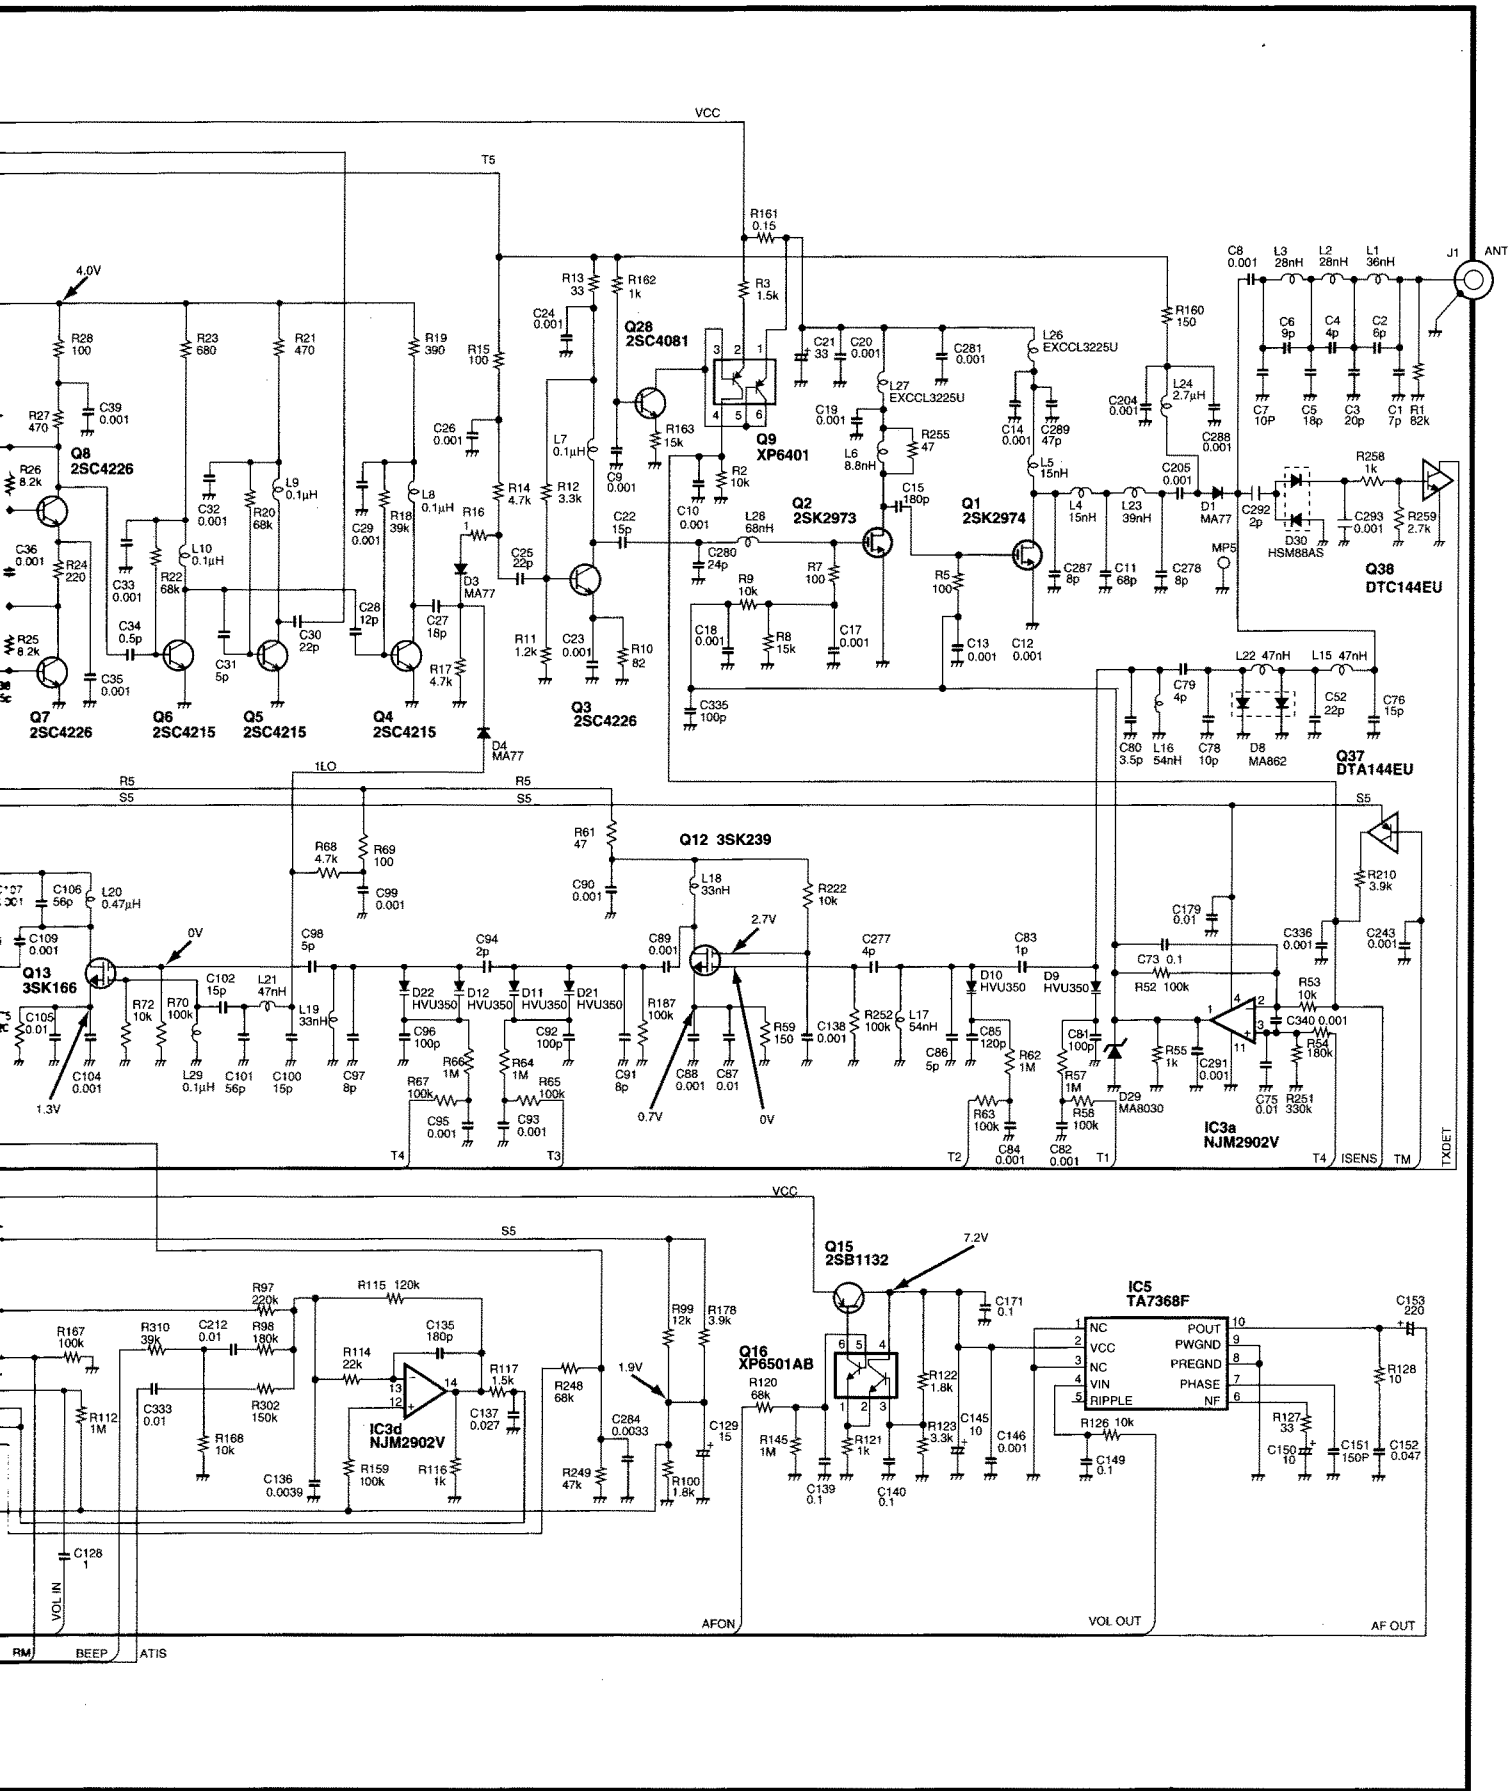 VCC
T5
R161
0.15
4.0V
R28
100
R23
680
R21
470
R19
390
R15
100
C24
0.001
R13
33
R162
1k
Q28
2SC4081
R3
1.5k
3 2 1
4 5 6
C21
33
C20
0.001
C281
0.001
L26
EXCCL3225U
R160
150
C8
0.001
L3
28nH
L2
28nH
L1
36nH
J1
ANT
C6
9p
C4
4p
C2
6p
C7
10P
C5
18p
C3
20p
C1
7p
R1
82k
R27
470
C39
0.001
Q8
2SC4226
R26
8.2k
C26
0.001
L7
0.1μH
R163
15k
C9
0.001
Q9
XP6401
R2
10k
C10
0.001
C19
0.001
L27
EXCCL3225U
L6
8.8nH
R255
47
C15
180p
C14
0.001
C289
47p
L5
15nH
C204
0.001
L24
2.7μH
C288
0.001
C205
0.001
R258
1k
C32
0.001
R20
68k
L9
0.1μH
C29
0.001
R18
39k
L8
0.1μH
R14
4.7k
R12
3.3k
R16
1
C22
15p
L28
68nH
Q2
2SK2973
Q1
2SK2974
L4
15nH
L23
39nH
D1
MA77
C292
2p
D30
HSM88AS
C293
0.001
R259
2.7k
Q38
DTC144EU
MP5
C36
0.001
R24
220
R25
8.2k
C33
0.001
R22
68k
L10
0.1μH
C34
0.5p
C31
5p
C30
22p
C28
12p
C27
18p
D3
MA77
C25
22p
R17
4.7k
R11
1.2k
C23
0.001
R10
82
C280
24p
R9
10k
R7
100
C18
0.001
R8
15k
C17
0.001
R5
100
C13
0.001
C12
0.001
C287
8p
C11
68p
C278
8p
C35
0.001
Q7
2SC4226
Q6
2SC4215
Q5
2SC4215
Q4
2SC4215
Q3
2SC4226
C335
100p
D4
MA77
1LO
C80
3.5p
L16
54nH
C79
4p
C78
10p
L22 47nH
L15 47nH
D8
MA862
C52
22p
C76
15p
Q37
DTA144EU
R5
S5
R5
S5
S5
R68
4.7k
R69
100
C99
0.001
R61
47
C90
0.001
Q12 3SK239
L18
33nH
R222
10k
2.7V
C179
0.01
R210
3.9k
C336
0.001
C243
0.001
C106
56p
L20
0.47μH
C109
0.001
0V
Q13
3SK166
C98
5p
C94
2p
C89
0.001
C277
4p
C83
1p
C73 0.1
R52 100k
R53
10k
C102
15p
L21
47nH
L19
33nH
D22
HVU350
D12
HVU350
D11
HVU350
D21
HVU350
R187
100k
D10
HVU350
D9
HVU350
1
4
2
3
11
C340 0.001
R54
180k
C105
0.01
R72
10k
R70
100k
C96
100p
C92
100p
R59
150
C138
0.001
R252
100k
L17
54nH
C85
120p
C81
100p
R62
1M
R57
1M
R55
1k
C291
0.001
C104
0.001
L29
0.1μH
C101
56p
C100
15p
C97
8p
R66
1M
R64
1M
R67
100k
R65
100k
C95
0.001
C93
0.001
C91
8p
C88
0.001
C87
0.01
C86
5p
R63
100k
R58
100k
C84
0.001
C82
0.001
D29
MA8030
C75
0.01
R251
330k
IC3a
NJM2902V
1.3V
0.7V
0V
T4
T3
T2
T1
T4
ISENS
TM
TXDET
VCC
S5
7.2V
Q15
2SB1132
R97
220k
R115 120k
R99
12k
R178
3.9k
C171
0.1
IC5
TA7368F
C153
220
R167
100k
R310
39k
C212
0.01
R98
180k
R114
22k
C135
180p
R117
1.5k
R248
68k
1.9V
Q16
XP6501AB
6 5 4
1 2 3
R120
68k
R122
1.8k
1 NC
2 VCC
3 NC
4 VIN
5 RIPPLE
POUT 10
PWGND 9
PREGND 8
PHASE 7
NF 6
R128
10
R112
1M
C333
0.01
R302
150k
13
12
14
IC3d
NJM2902V
C137
0.027
C284
0.0033
C129
15
R145
1M
R121
1k
R123
3.3k
C145
10
C146
0.001
R126 10k
C149
0.1
R127
33
C150
10
C151
150P
C152
0.047
R168
10k
C136
0.0039
R159
100k
R116
1k
R249
47k
R100
1.8k
C139
0.1
C140
0.1
C128
1
VOL IN
RM
BEEP
ATIS
AFON
VOL OUT
AF OUT